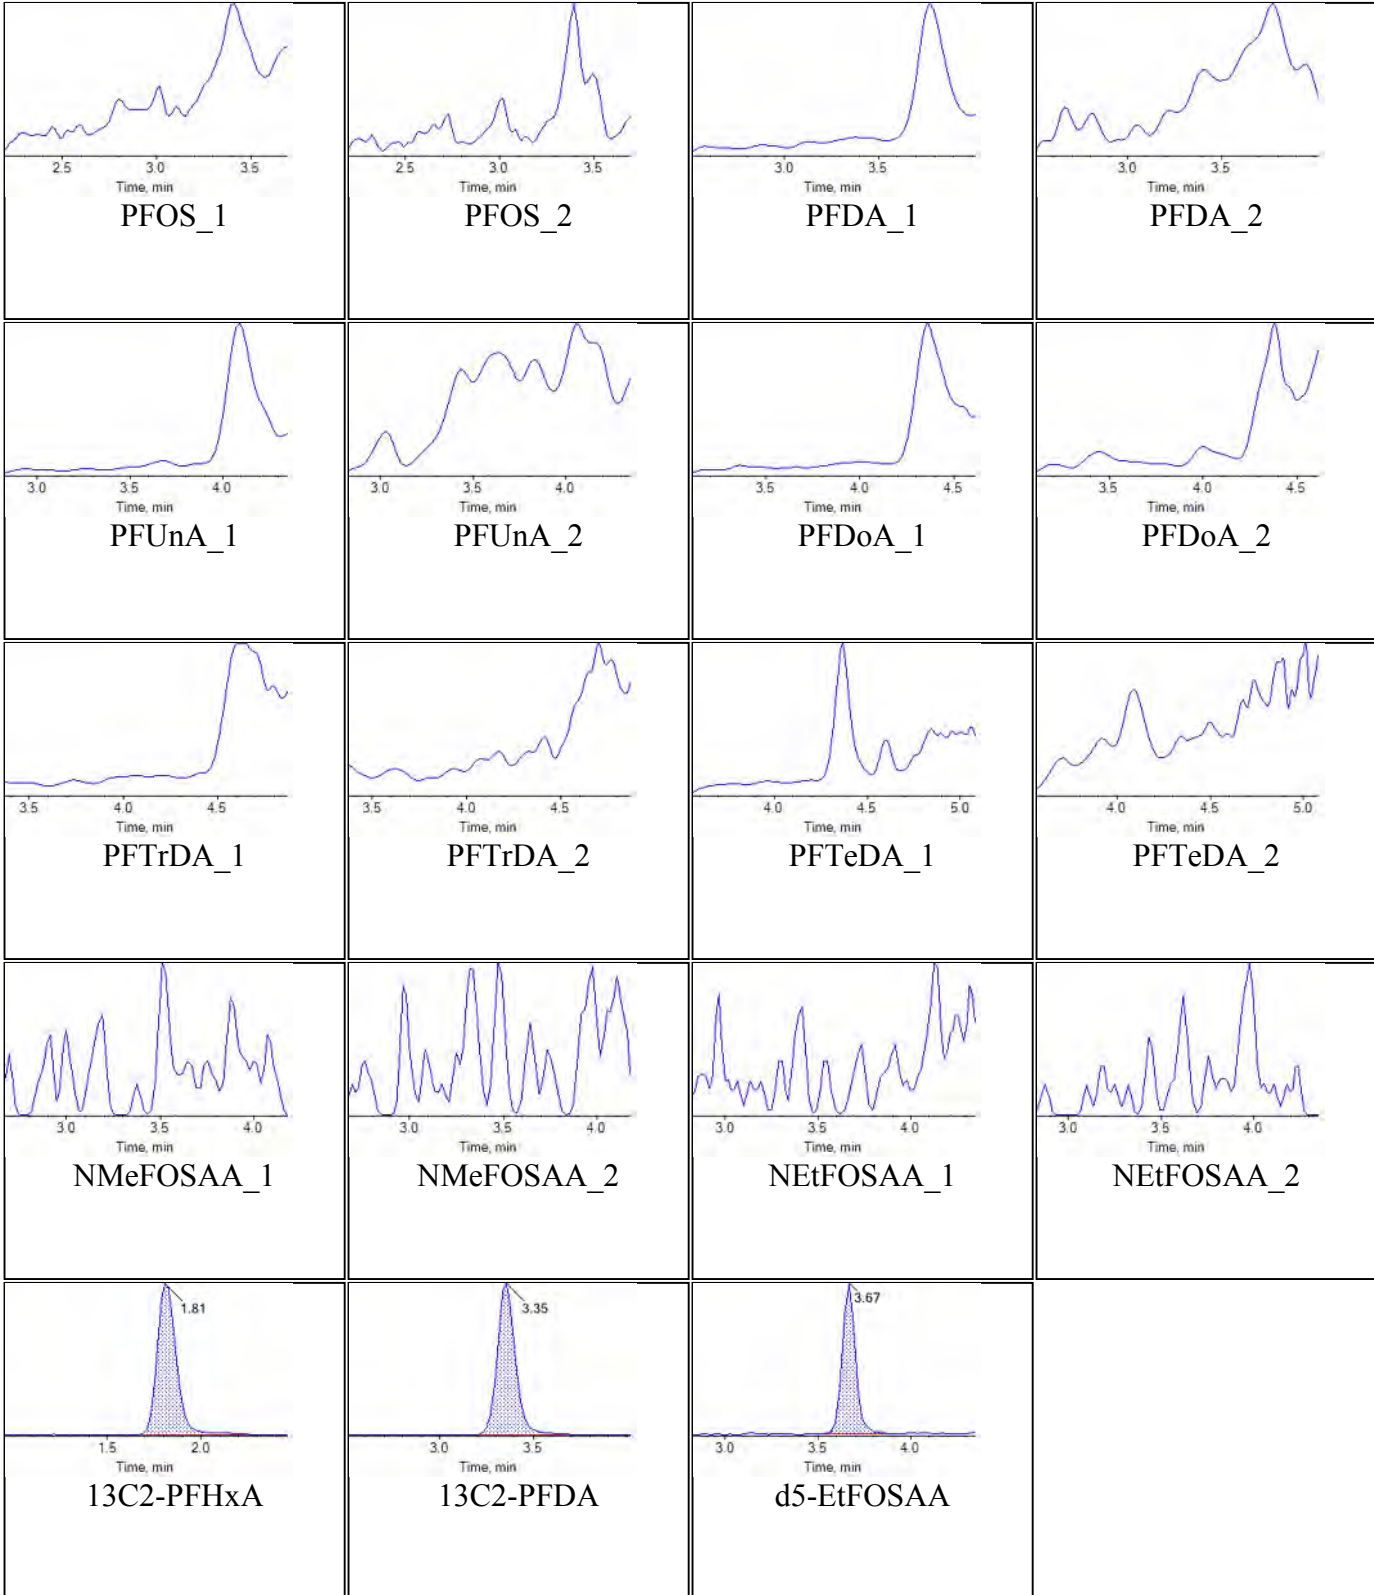 2.5 3.0 3.5
Time, min
PFOS_1
2.5 3.0 3.5
Time, min
PFOS_2
3.0 3.5
Time, min
PFDA_1
3.0 3.5
Time, min
PFDA_2
3.0 3.5 4.0
Time, min
PFUnA_1
3.0 3.5 4.0
Time, min
PFUnA_2
3.5 4.0 4.5
Time, min
PFDoA_1
3.5 4.0 4.5
Time, min
PFDoA_2
3.5 4.0 4.5
Time, min
PFTrDA_1
3.5 4.0 4.5
Time, min
PFTrDA_2
4.0 4.5 5.0
Time, min
PFTeDA_1
4.0 4.5 5.0
Time, min
PFTeDA_2
3.0 3.5 4.0
Time, min
NMeFOSAA_1
3.0 3.5 4.0
Time, min
NMeFOSAA_2
3.0 3.5 4.0
Time, min
NEtFOSAA_1
3.0 3.5 4.0
Time, min
NEtFOSAA_2
1.81
1.5 2.0
Time, min
13C2-PFHxA
3.35
3.0 3.5
Time, min
13C2-PFDA
3.67
3.0 3.5 4.0
Time, min
d5-EtFOSAA